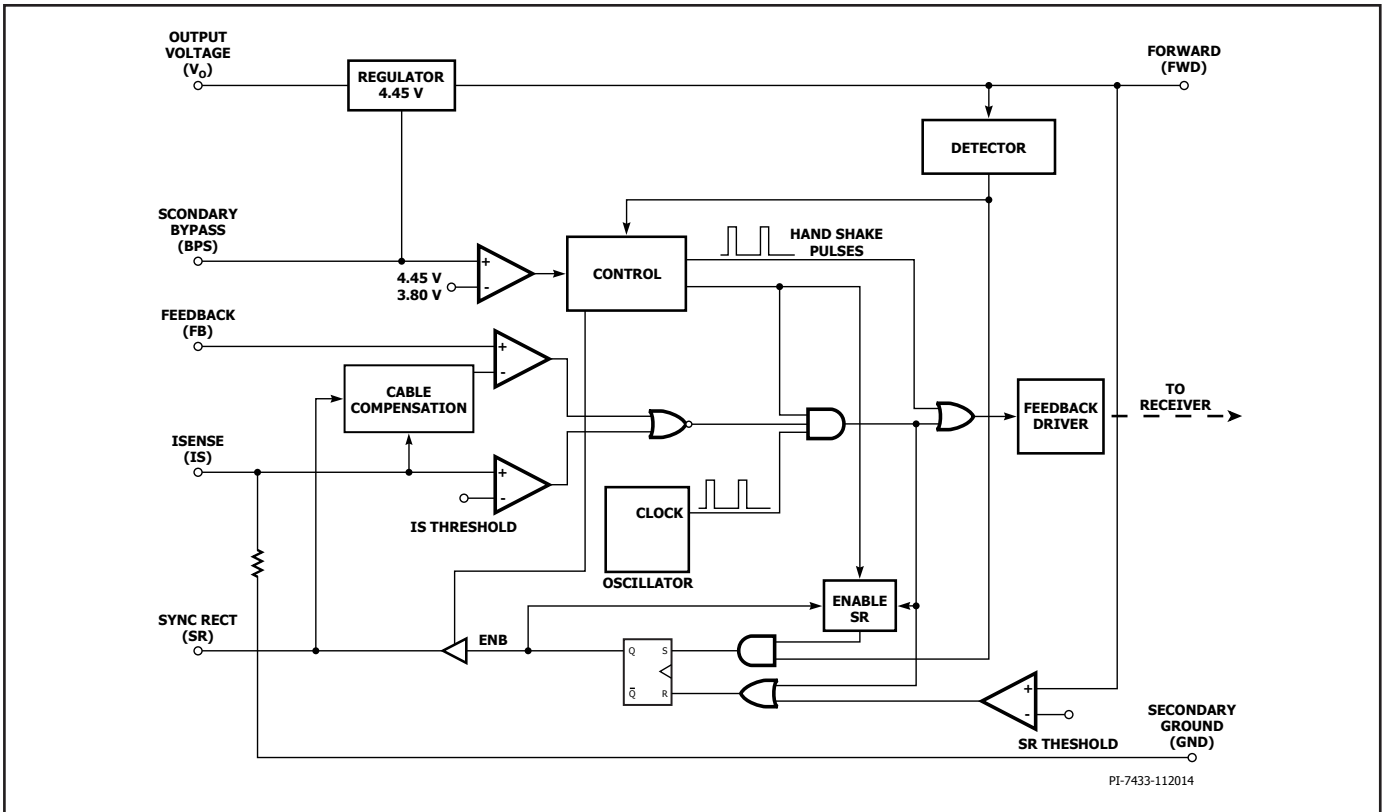 OUTPUT
VOLTAGE
(VO)
REGULATOR
4.45 V
FORWARD
(FWD)
DETECTOR
SCONDARY
BYPASS
(BPS)
+
-
4.45 V
3.80 V
CONTROL
HAND SHAKE
PULSES
FEEDBACK
(FB)
+
-
CABLE
COMPENSATION
FEEDBACK
DRIVER
TO
RECEIVER
ISENSE
(IS)
+
-
IS THRESHOLD
CLOCK
OSCILLATOR
ENABLE
SR
SYNC RECT
(SR)
ENB
Q
S
Q̅
R
+
-
SR THESHOLD
SECONDARY
GROUND
(GND)
PI-7433-112014